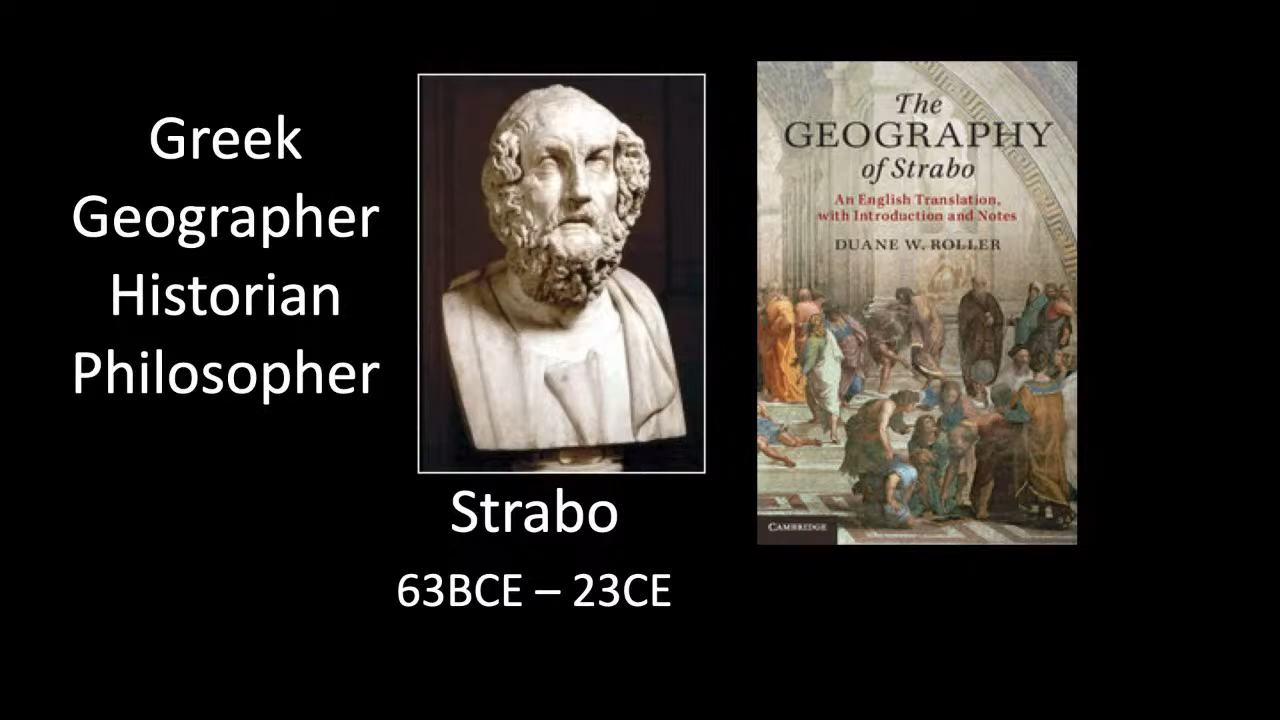 Greek
Geographer
Historian
Philosopher
Strabo
63BCE – 23CE
The
GEOGRAPHY
of Strabo
An English Translation,
with Introduction and Notes
DUANE W. ROLLER
CAMBRIDGE